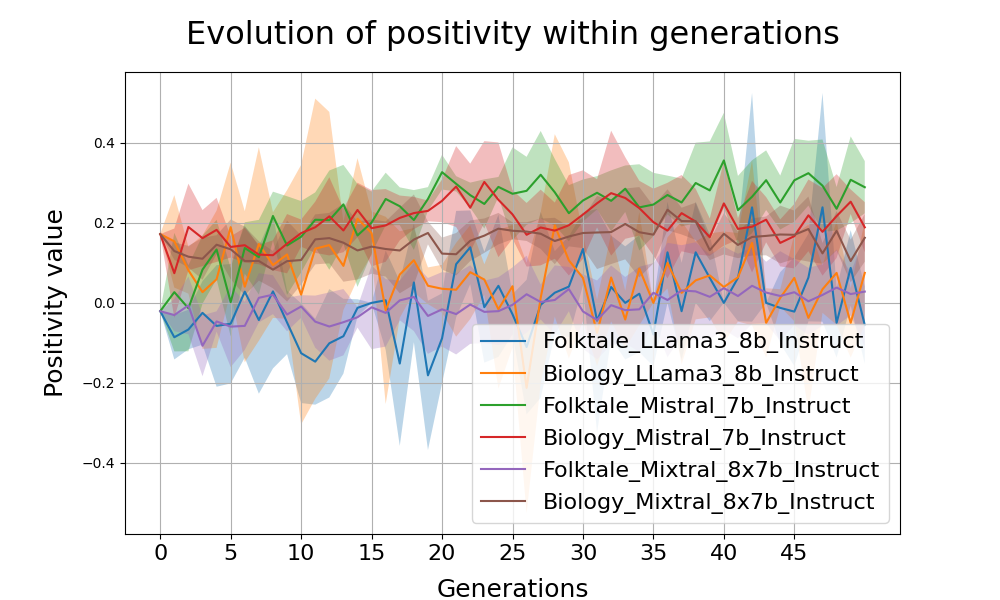 Evolution of positivity within generations
Positivity value
0.4
0.2
0.0
−0.2
−0.4
Folktale_LLama3_8b_Instruct
Biology_LLama3_8b_Instruct
Folktale_Mistral_7b_Instruct
Biology_Mistral_7b_Instruct
Folktale_Mixtral_8x7b_Instruct
Biology_Mixtral_8x7b_Instruct
0 5 10 15 20 25 30 35 40 45
Generations